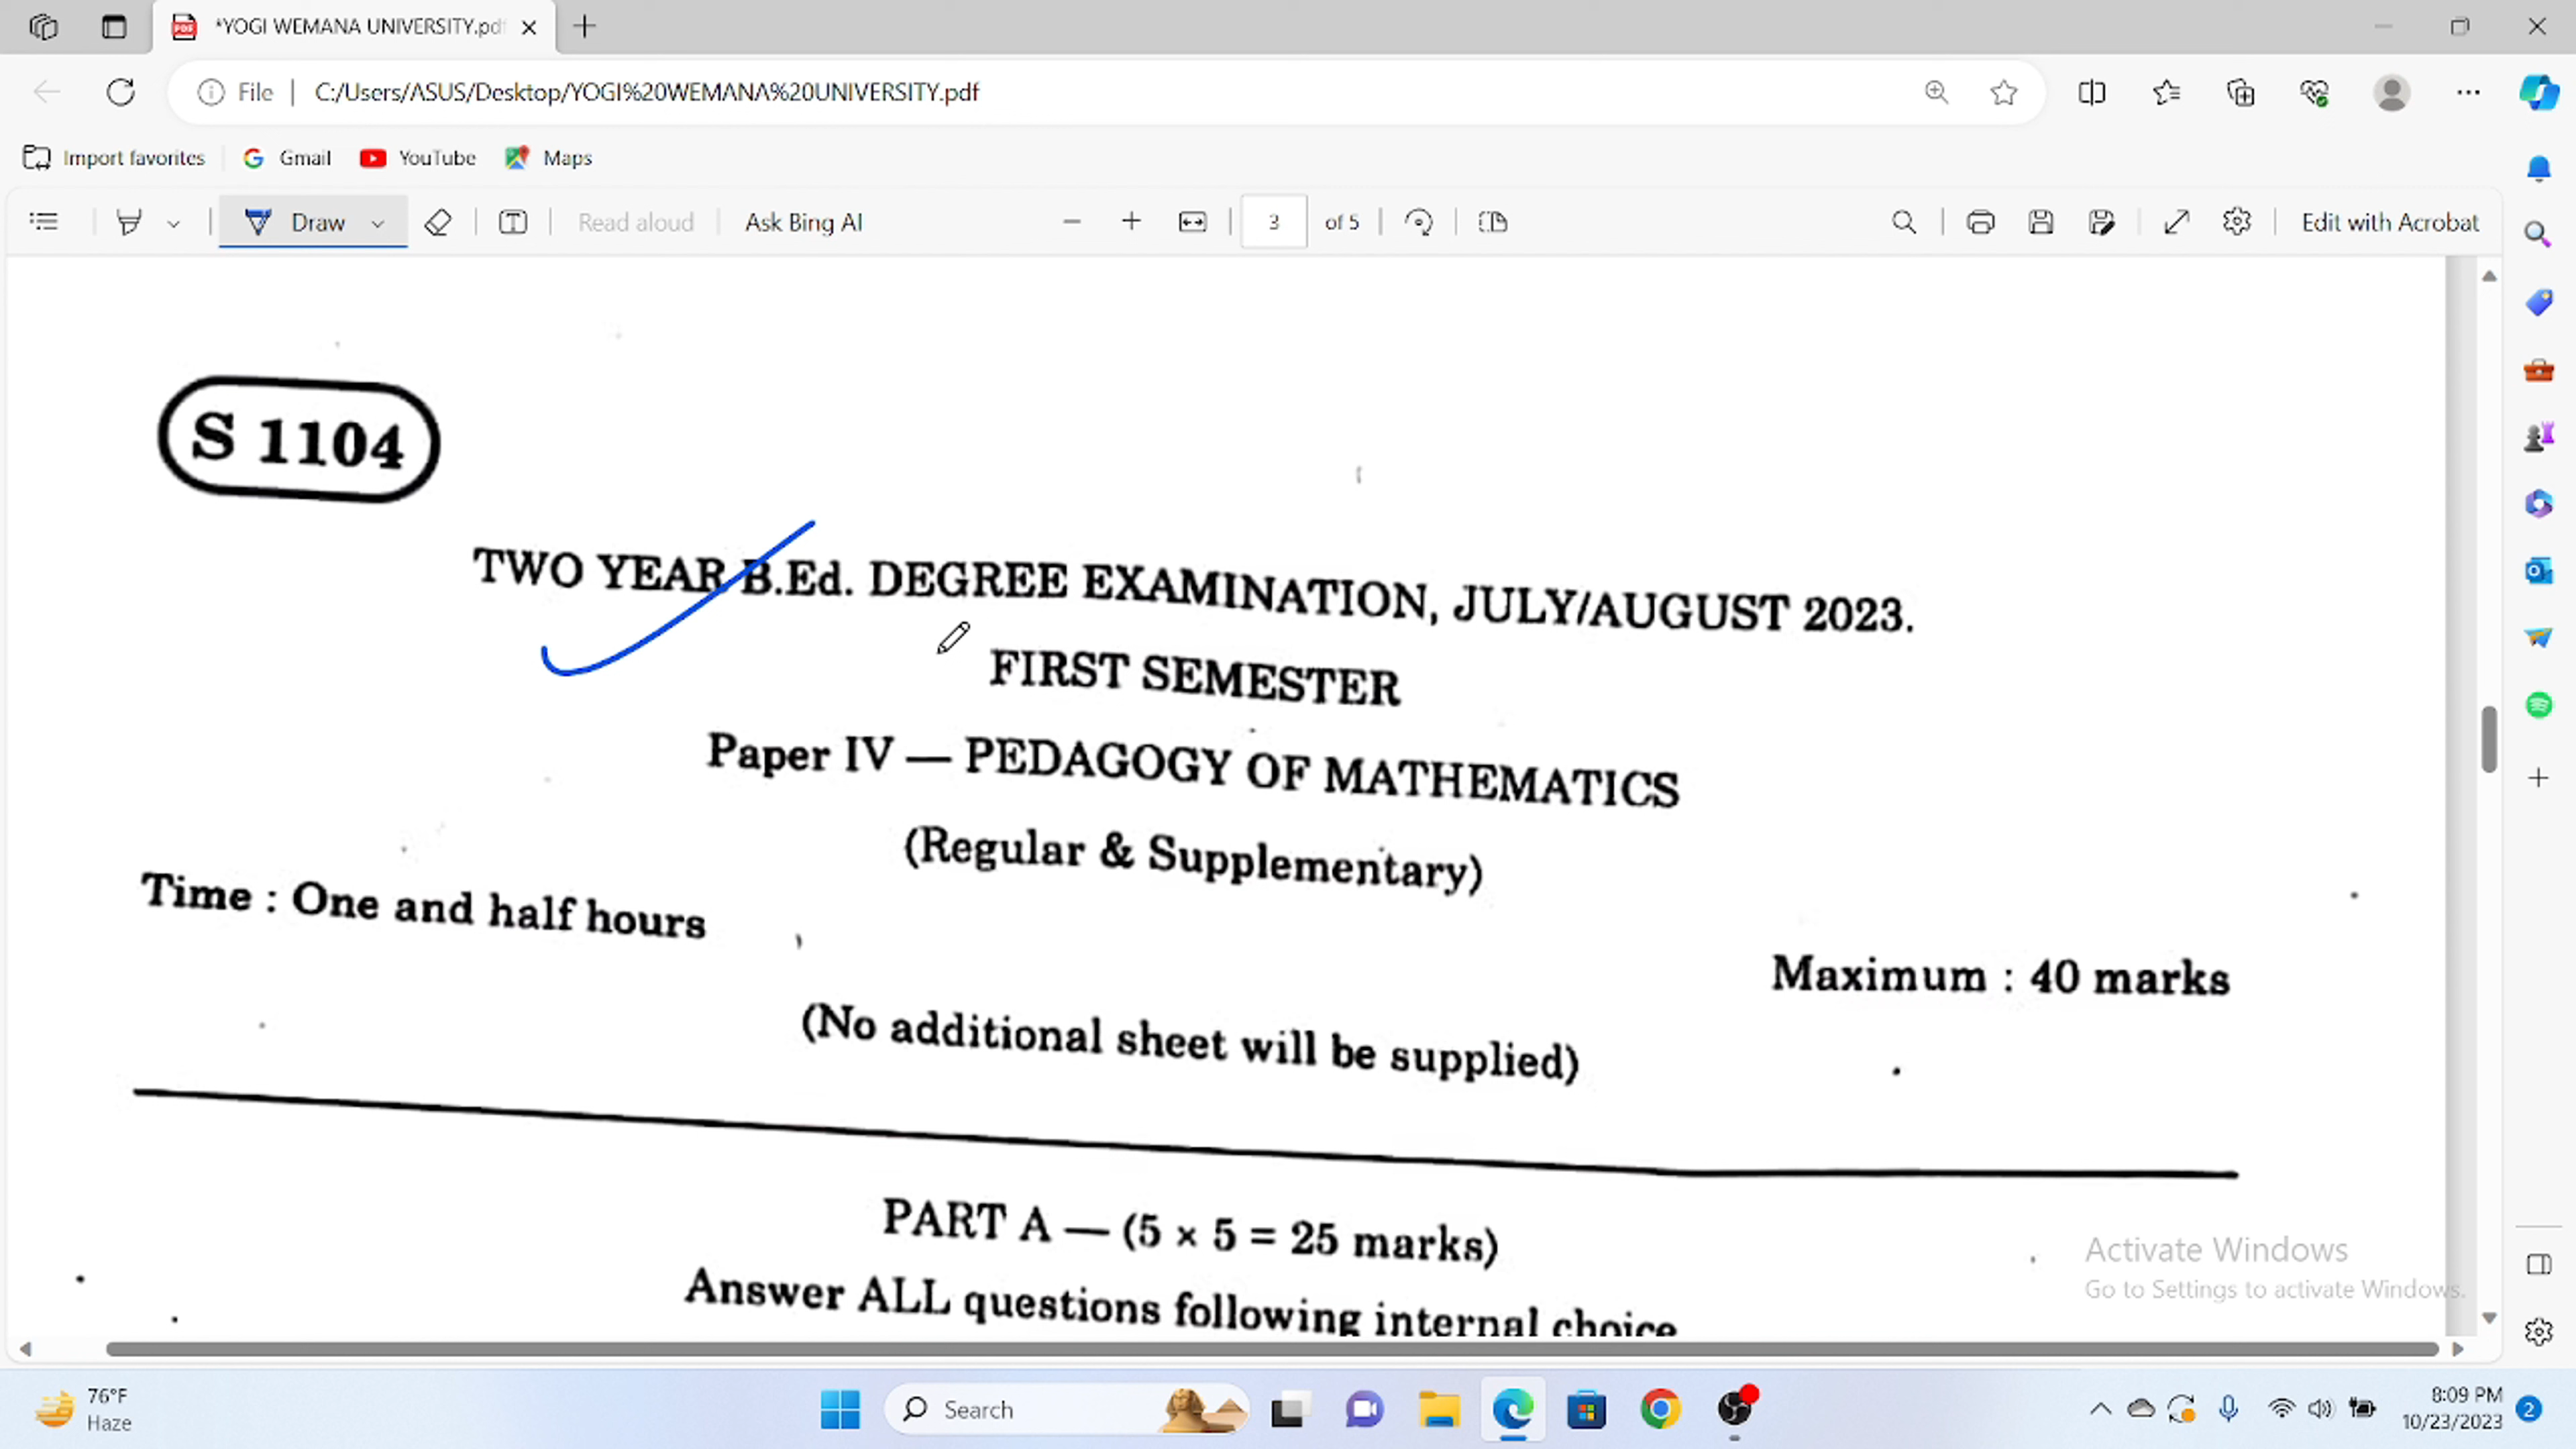 *YOGI WEMANA UNIVERSITY.pdf
File | C:/Users/ASUS/Desktop/YOGI%20WEMANA%20UNIVERSITY.pdf
Import favorites Gmail YouTube Maps
Draw Read aloud Ask Bing AI 3 of 5 Edit with Acrobat
S 1104
TWO YEAR B.Ed. DEGREE EXAMINATION, JULY/AUGUST 2023.
FIRST SEMESTER
Paper IV — PEDAGOGY OF MATHEMATICS
(Regular & Supplementary)
Time : One and half hours
Maximum : 40 marks
(No additional sheet will be supplied)
PART A — (5 × 5 = 25 marks)
Answer ALL questions following internal choice
Activate Windows
Go to Settings to activate Windows.
76°F
Haze
Search
8:09 PM
10/23/2023
2